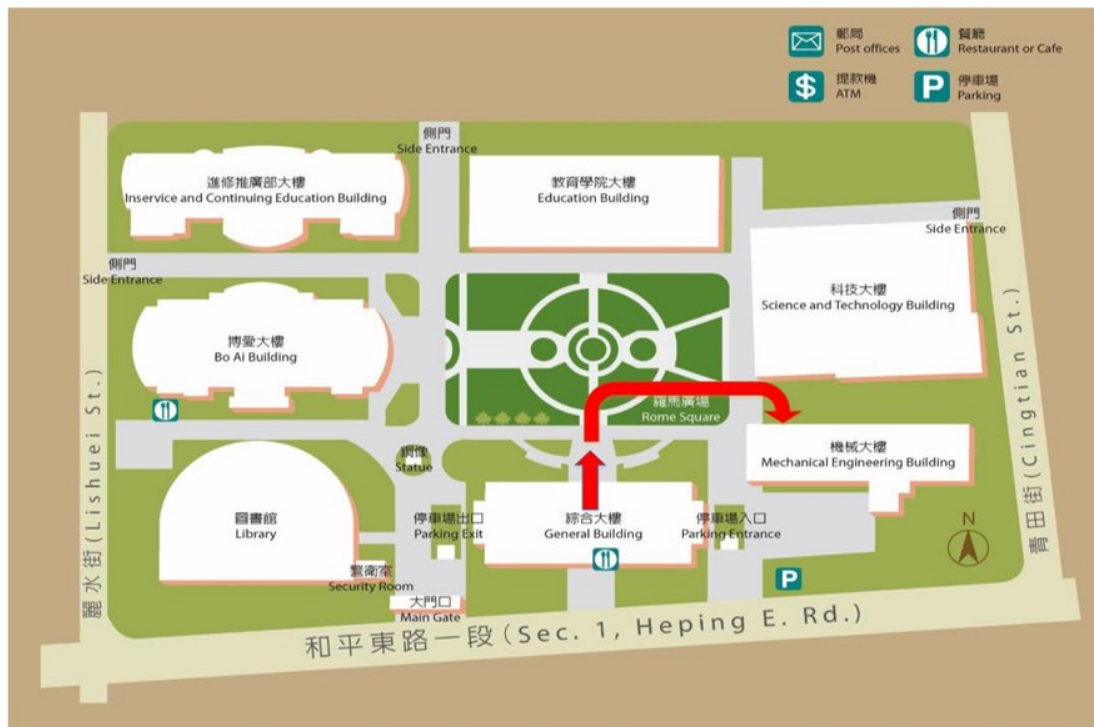 郵局
Post offices
餐廳
Restaurant or Cafe
提款機
ATM
停車場
Parking
側門
Side Entrance
進修推廣部大樓
Inservice and Continuing Education Building
教育學院大樓
Education Building
側門
Side Entrance
側門
Side Entrance
科技大樓
Science and Technology Building
博愛大樓
Bo Ai Building
羅馬廣場
Rome Square
機械大樓
Mechanical Engineering Building
銅像
Statue
圖書館
Library
停車場出口
Parking Exit
綜合大樓
General Building
停車場入口
Parking Entrance
N
警衛室
Security Room
大門口
Main Gate
P
麗水街(Lishuei St.)
青田街(Cingtian St.)
和平東路一段(Sec. 1, Heping E. Rd.)